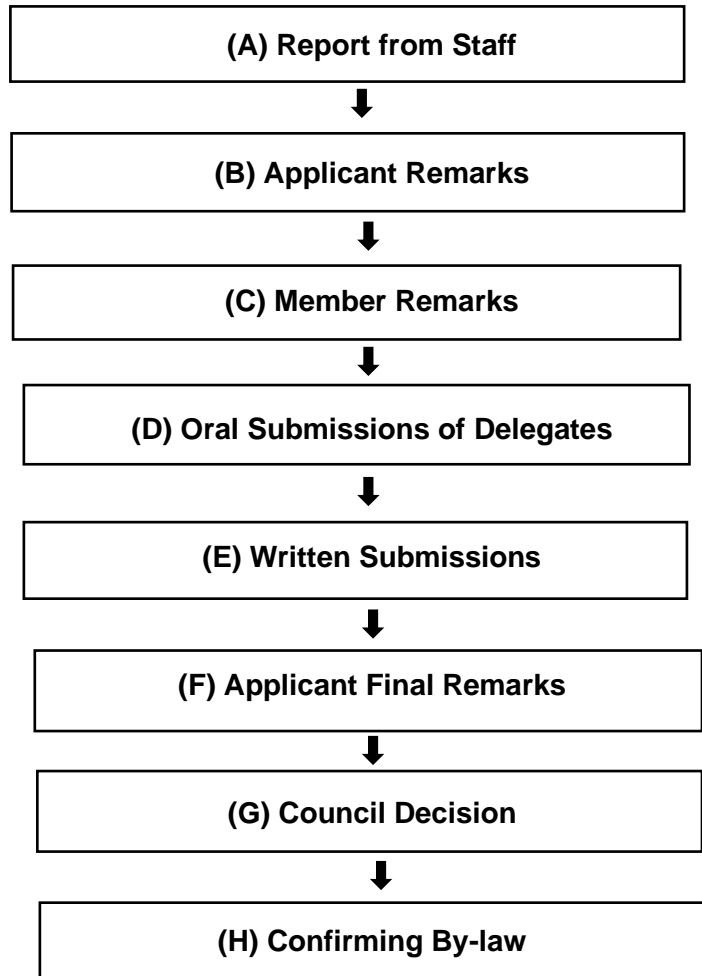 (A) Report from Staff
(B) Applicant Remarks
(C) Member Remarks
(D) Oral Submissions of Delegates
(E) Written Submissions
(F) Applicant Final Remarks
(G) Council Decision
(H) Confirming By-law